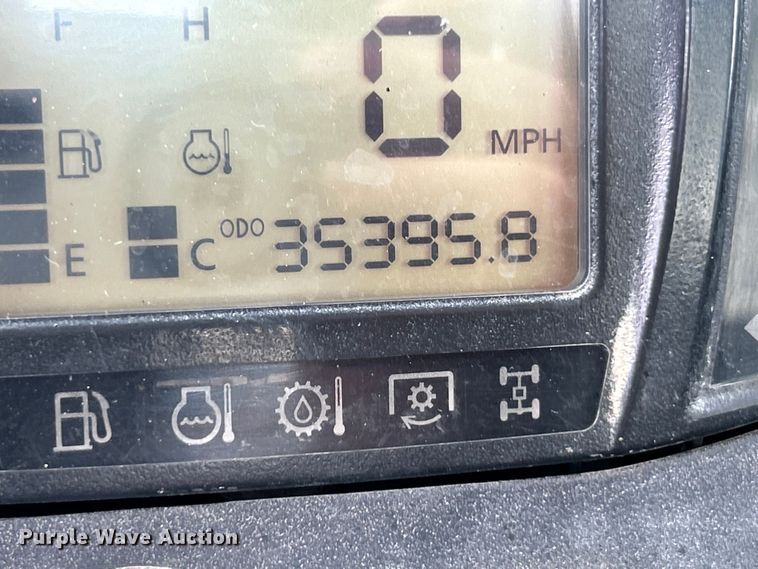 F H
0
MPH
E C ODO 35395.8
Purple Wave Auction